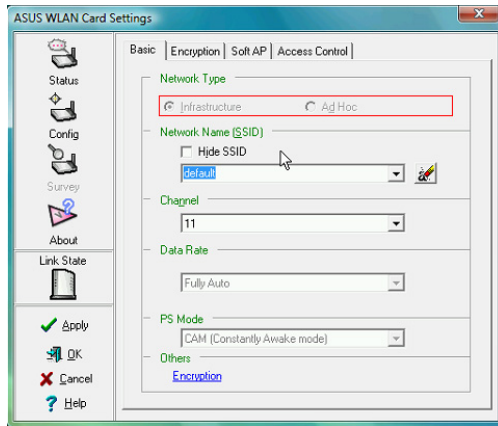 ASUS WLAN Card Settings
Status
Config
Survey
About
Link State
Apply
OK
Cancel
Help
Basic
Encryption
Soft AP
Access Control
Network Type
Infrastructure
Ad Hoc
Network Name (SSID)
Hide SSID
default
Channel
11
Data Rate
Fully Auto
PS Mode
CAM (Constantly Awake mode)
Others
Encryption